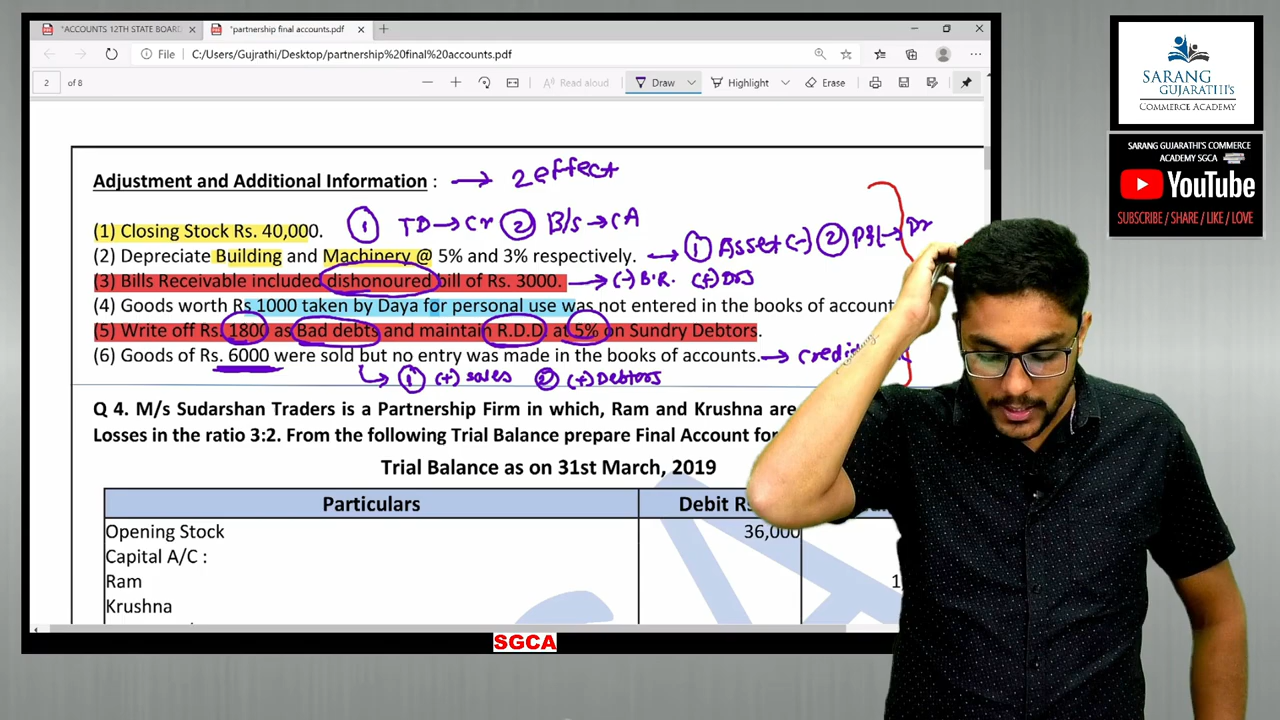 "ACCOUNTS 12TH STATE BOARD
*partnership final accounts.pdf
File C:/Users/Gujrathi/Desktop/partnership%20final%20accounts.pdf
2 of 8 Read aloud Draw Highlight Erase
Adjustment and Additional Information : → 2 effect
(1) Closing Stock Rs. 40,000. ① TD → Cr ② B/s → CA
(2) Depreciate Building and Machinery @ 5% and 3% respectively. → ① Asset (-) ② P&L → Dr
(3) Bills Receivable included dishonoured bill of Rs. 3000. → (-) B.R. (+) Drs
(4) Goods worth Rs 1000 taken by Daya for personal use was not entered in the books of account
(5) Write off Rs. 1800 as Bad debts and maintain R.D.D. at 5% on Sundry Debtors.
(6) Goods of Rs. 6000 were sold but no entry was made in the books of accounts. →
① (+) sales ② (+) Debtors
Q 4. M/s Sudarshan Traders is a Partnership Firm in which, Ram and Krushna are
Losses in the ratio 3:2. From the following Trial Balance prepare Final Account for
Trial Balance as on 31st March, 2019
Particulars Debit Rs
Opening Stock 36,000
Capital A/C :
Ram 1
Krushna
SGCA
SARANG
GUJARATHI'S
COMMERCE ACADEMY
SARANG GUJARATHI'S COMMERCE
ACADEMY SGCA
YouTube
SUBSCRIBE / SHARE / LIKE / LOVE